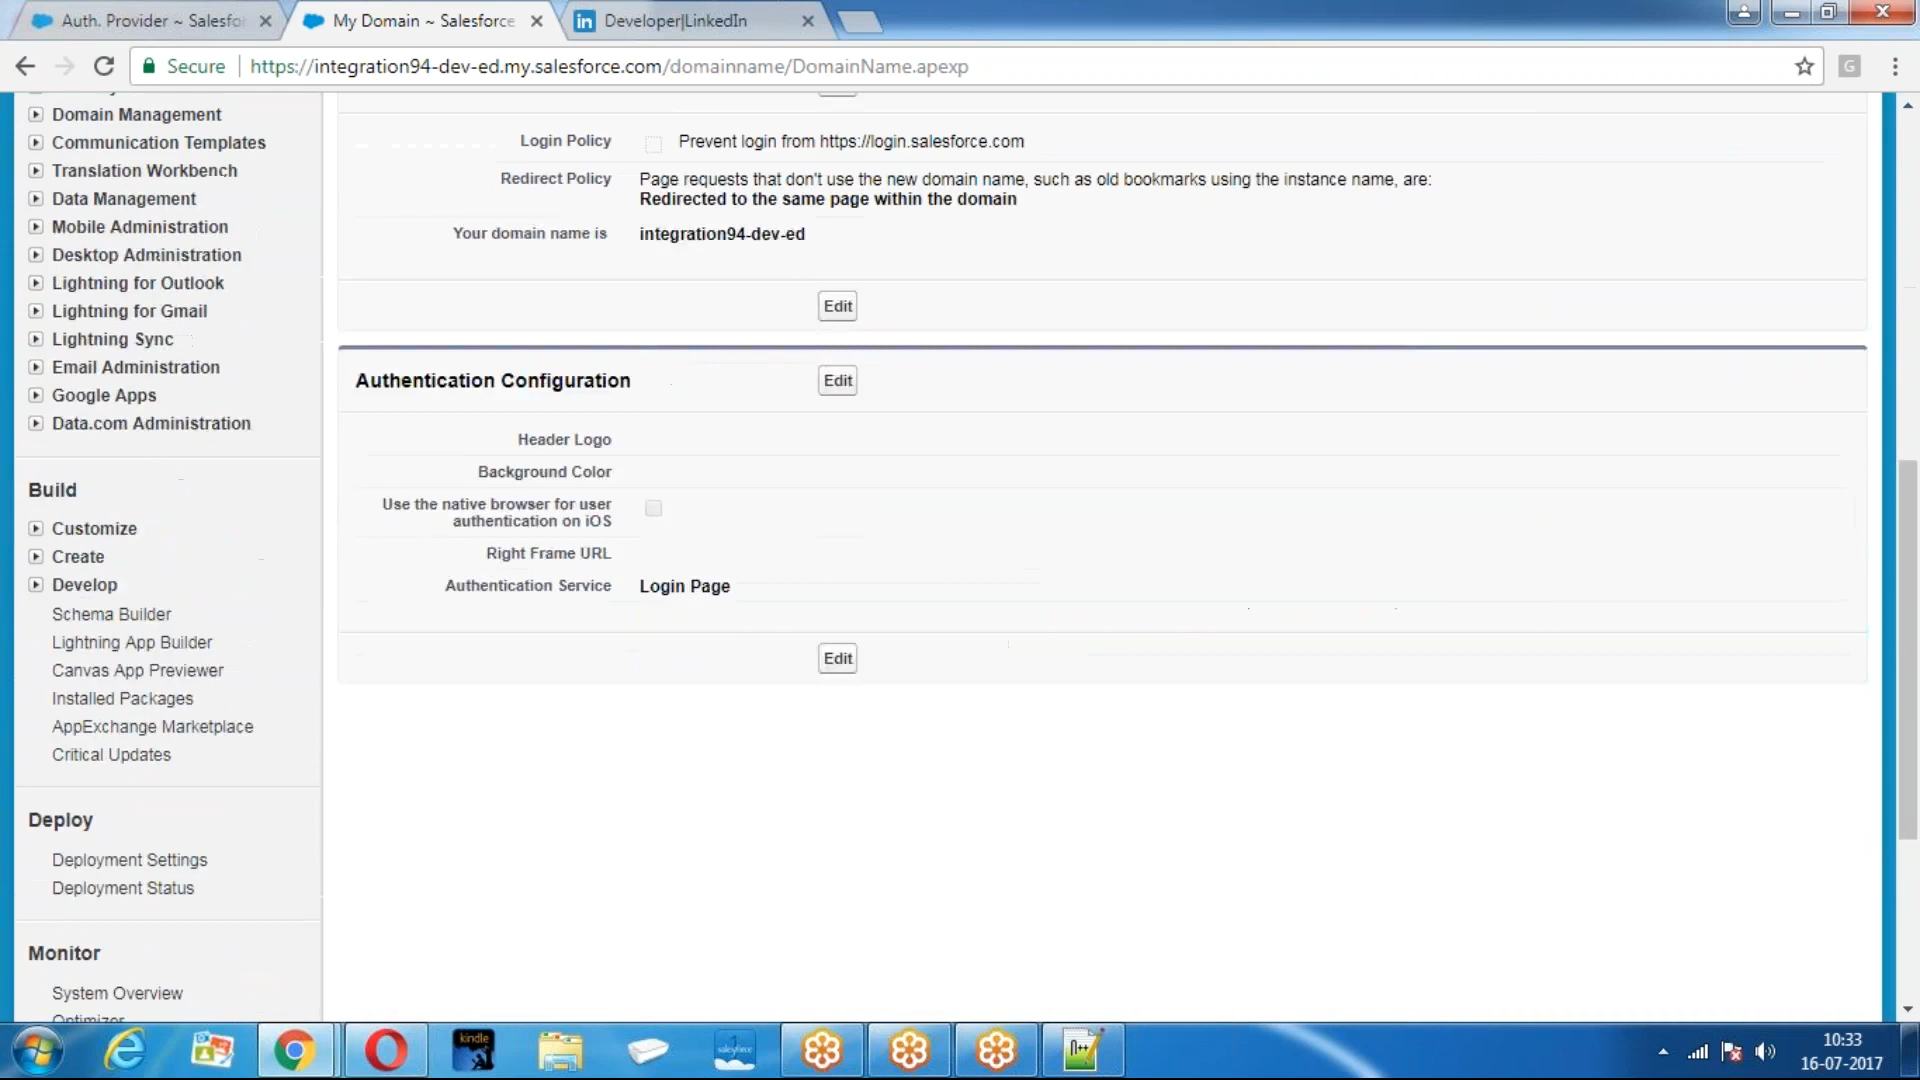 Auth. Provider ~ Salesfo
My Domain ~ Salesforce
Developer|LinkedIn
Secure
https://integration94-dev-ed.my.salesforce.com/domainname/DomainName.apexp
Domain Management
Communication Templates
Translation Workbench
Data Management
Mobile Administration
Desktop Administration
Lightning for Outlook
Lightning for Gmail
Lightning Sync
Email Administration
Google Apps
Data.com Administration
Build
Customize
Create
Develop
Schema Builder
Lightning App Builder
Canvas App Previewer
Installed Packages
AppExchange Marketplace
Critical Updates
Deploy
Deployment Settings
Deployment Status
Monitor
System Overview
Optimizer
Login Policy Prevent login from https://login.salesforce.com
Redirect Policy Page requests that don't use the new domain name, such as old bookmarks using the instance name, are:
Redirected to the same page within the domain
Your domain name is integration94-dev-ed
Edit
Authentication Configuration Edit
Header Logo
Background Color
Use the native browser for user
authentication on iOS
Right Frame URL
Authentication Service Login Page
Edit
kindle
salesforce
10:33
16-07-2017